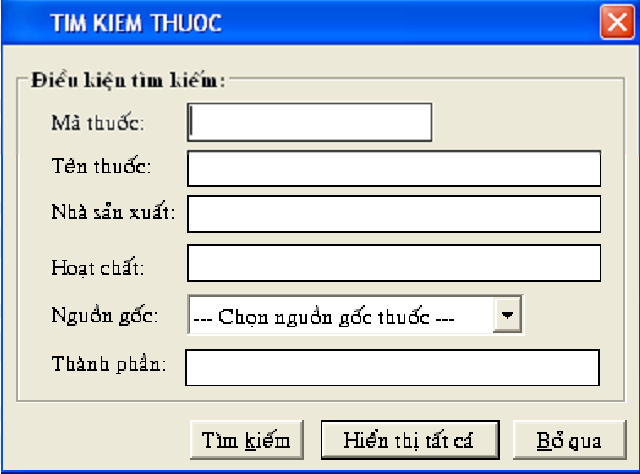 TIM KIEM THUOC
Điều kiện tìm kiếm:
Mã thuốc:
Tên thuốc:
Nhà sản xuất:
Hoạt chất:
Nguồn gốc: --- Chọn nguồn gốc thuốc ---
Thành phần:
Tìm kiếm Hiển thị tất cả Bỏ qua